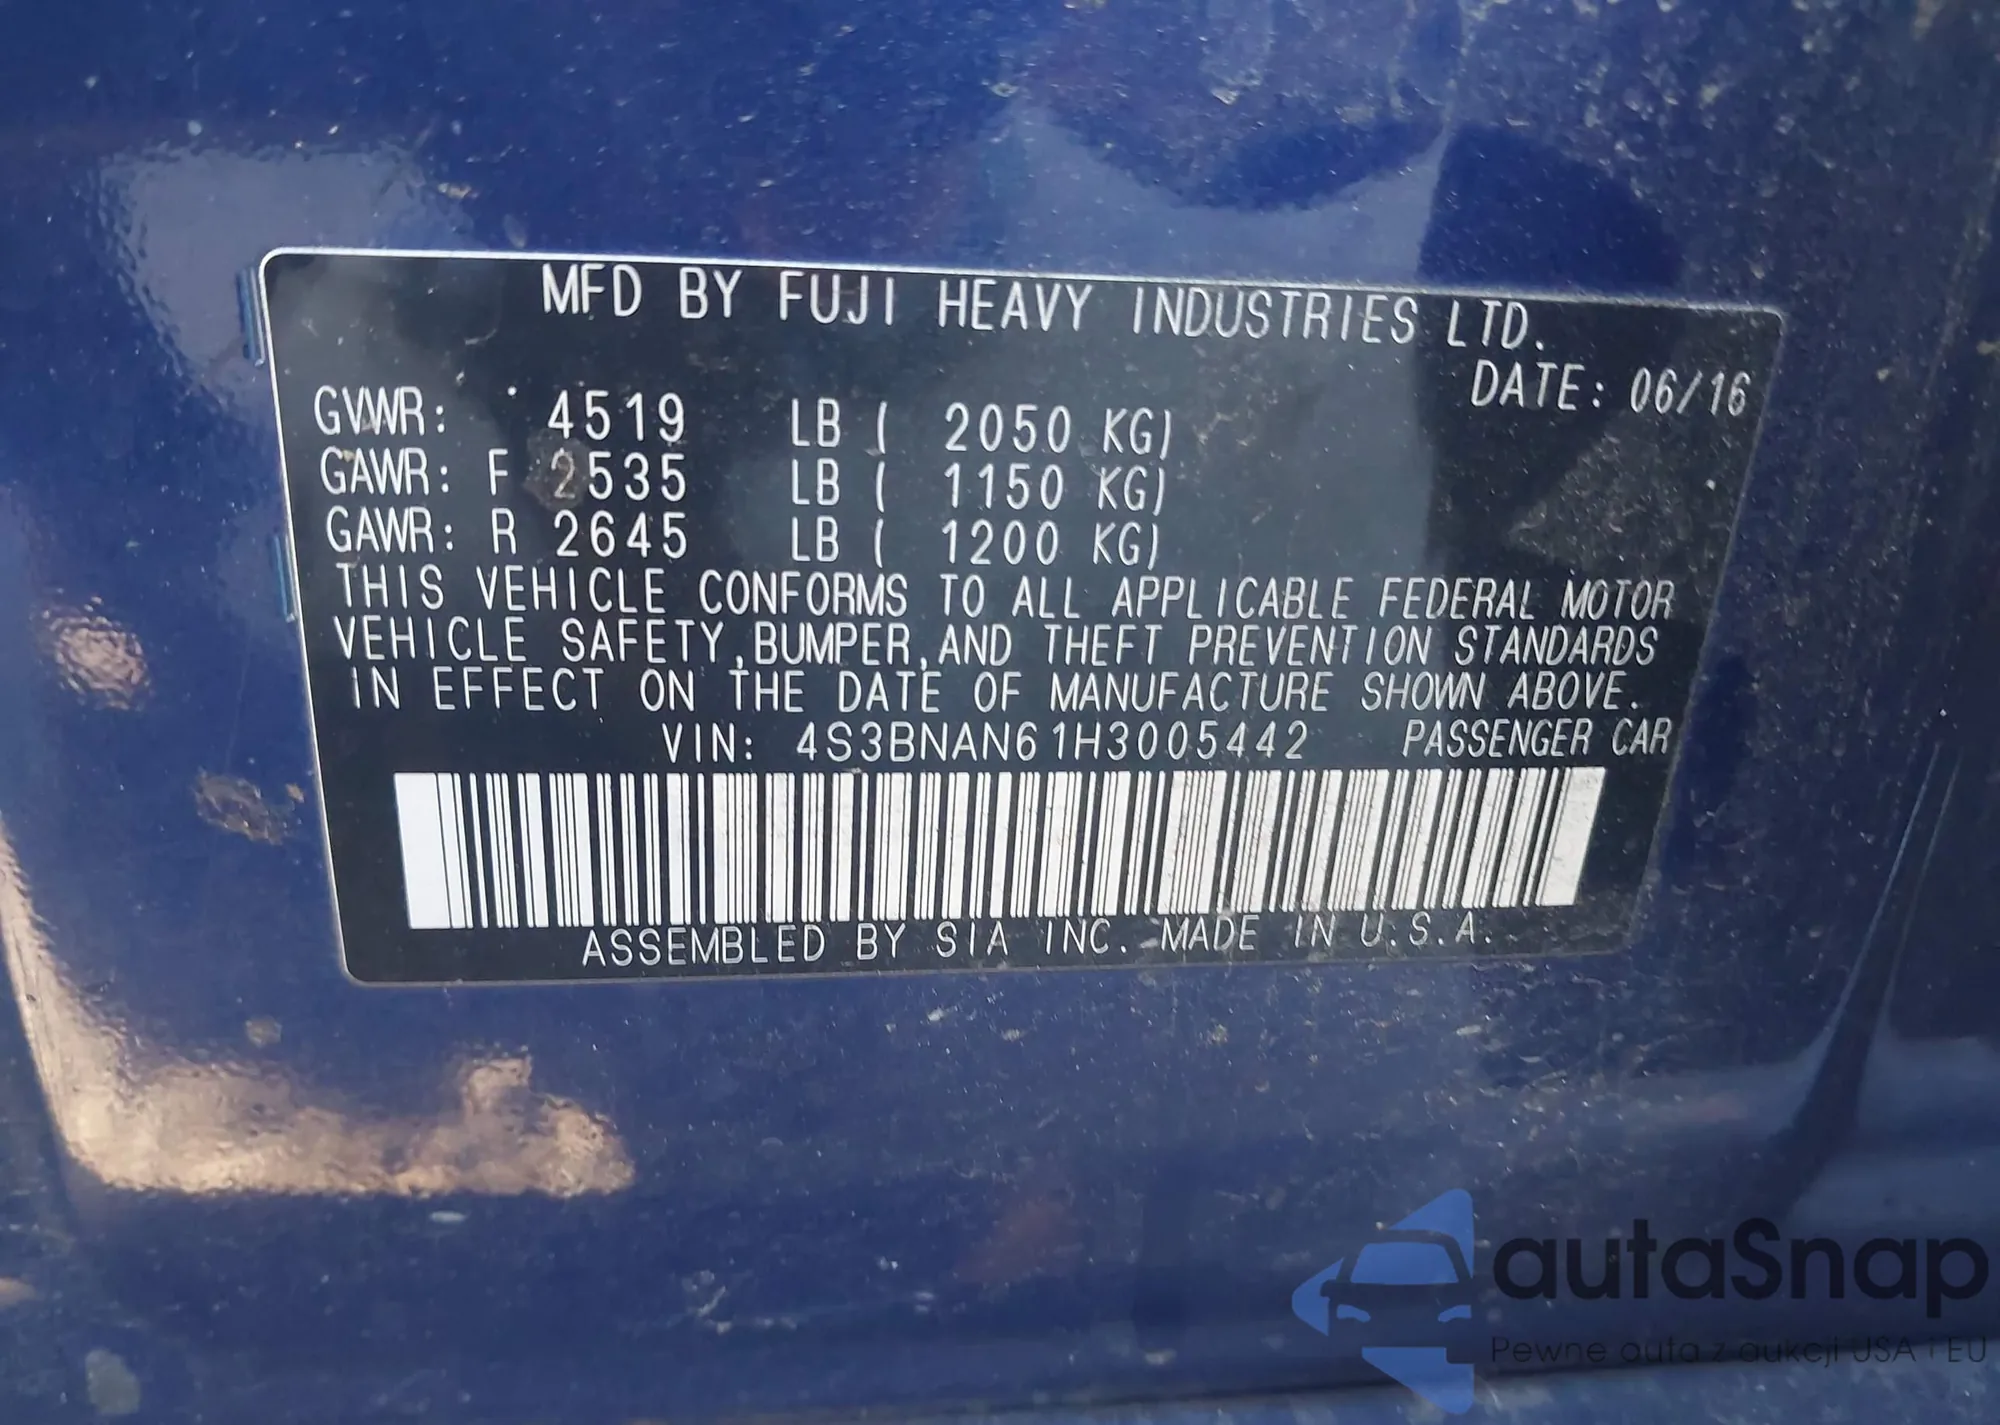 MFD BY FUJI HEAVY INDUSTRIES LTD.
DATE: 06/16
GVWR: 4519 LB ( 2050 KG)
GAWR: F 2535 LB ( 1150 KG)
GAWR: R 2645 LB ( 1200 KG)
THIS VEHICLE CONFORMS TO ALL APPLICABLE FEDERAL MOTOR
VEHICLE SAFETY,BUMPER,AND THEFT PREVENTION STANDARDS
IN EFFECT ON THE DATE OF MANUFACTURE SHOWN ABOVE.
VIN: 4S3BNAN61H3005442 PASSENGER CAR
ASSEMBLED BY SIA INC. MADE IN U.S.A.
autaSnap
Pewne auta z aukcji USA i EU